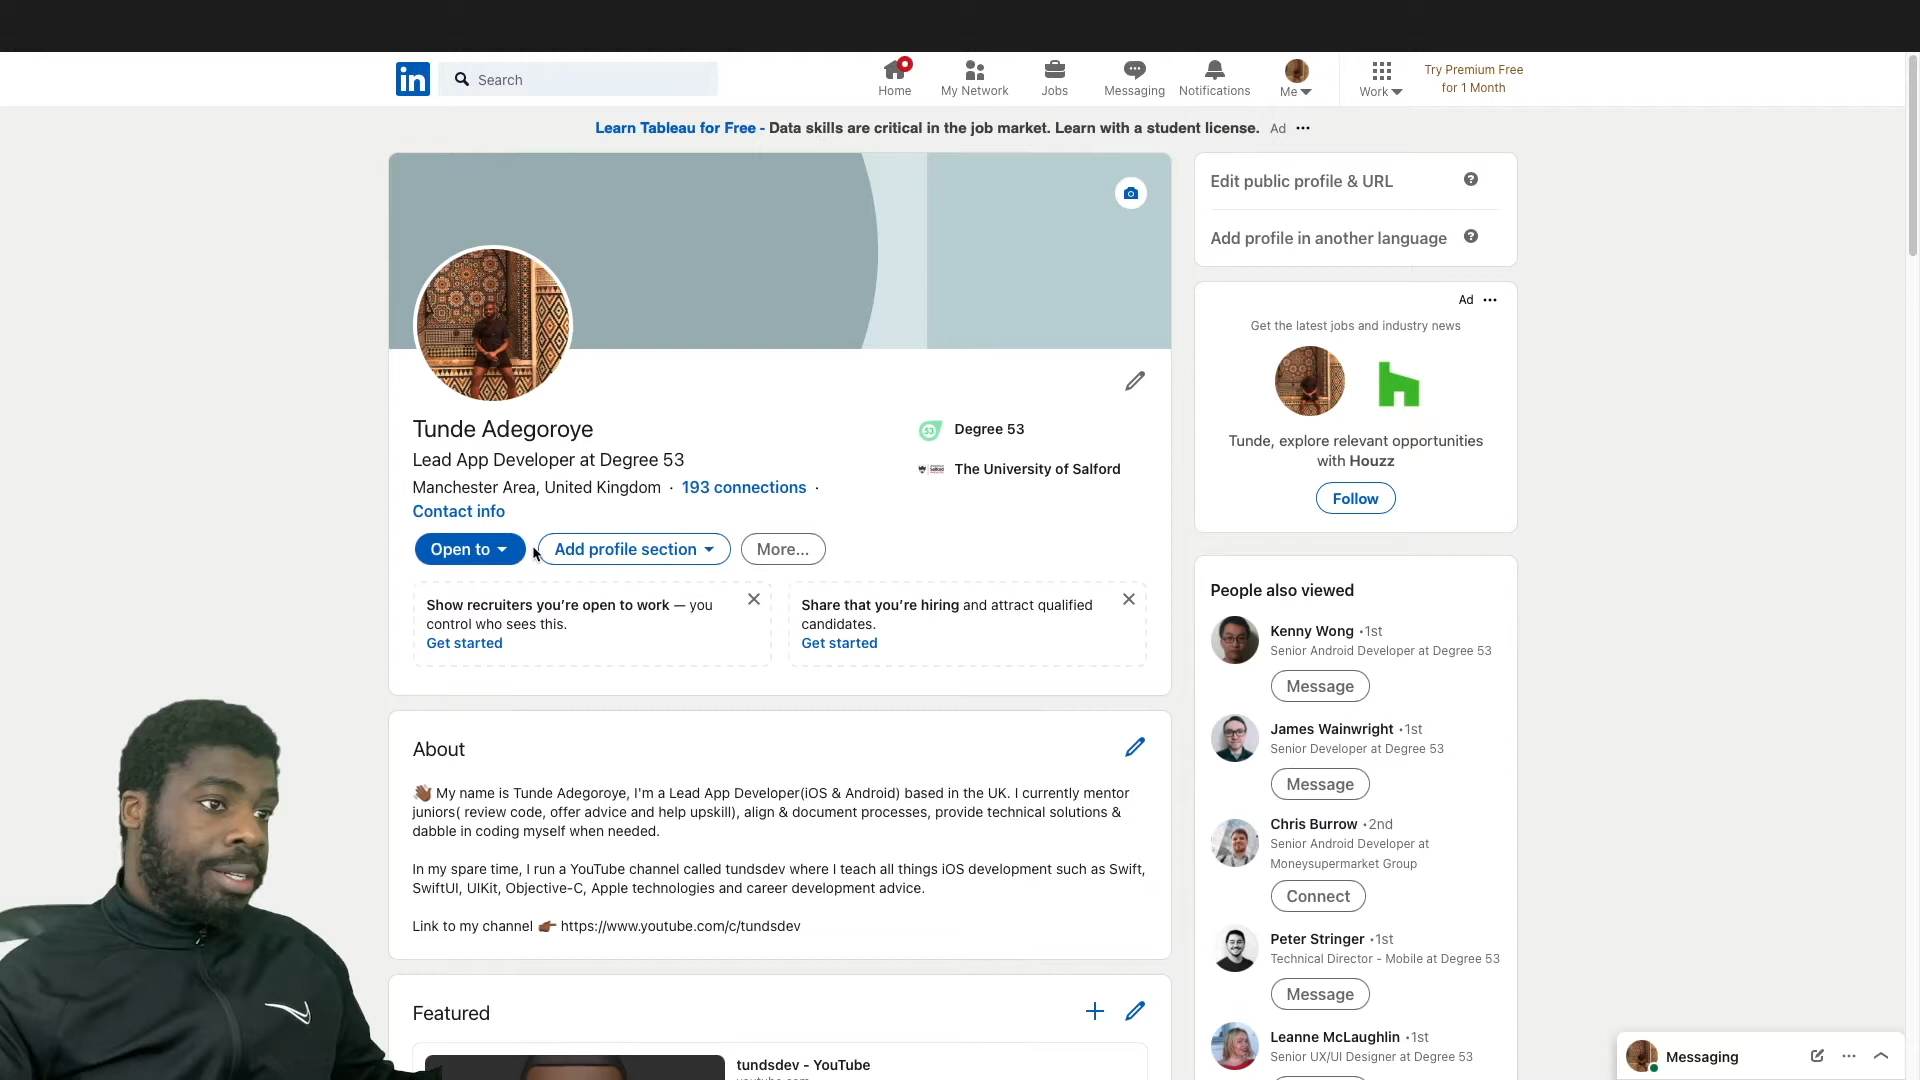 in
Search
Home
My Network
Jobs
Messaging
Notifications
Me
Work
Try Premium Free
for 1 Month
Learn Tableau for Free - Data skills are critical in the job market. Learn with a student license. Ad
Edit public profile & URL
Add profile in another language
Ad
Get the latest jobs and industry news
Tunde, explore relevant opportunities
with Houzz
Follow
Tunde Adegoroye
Lead App Developer at Degree 53
Manchester Area, United Kingdom · 193 connections ·
Contact info
53
Degree 53
The University of Salford
Open to
Add profile section
More...
Show recruiters you're open to work — you
control who sees this.
Get started
Share that you're hiring and attract qualified
candidates.
Get started
About
👋🏾 My name is Tunde Adegoroye, I'm a Lead App Developer(iOS & Android) based in the UK. I currently mentor
juniors( review code, offer advice and help upskill), align & document processes, provide technical solutions &
dabble in coding myself when needed.
In my spare time, I run a YouTube channel called tundsdev where I teach all things iOS development such as Swift,
SwiftUI, UIKit, Objective-C, Apple technologies and career development advice.
Link to my channel 👉🏾 https://www.youtube.com/c/tundsdev
Featured
tundsdev - YouTube
People also viewed
Kenny Wong · 1st
Senior Android Developer at Degree 53
Message
James Wainwright · 1st
Senior Developer at Degree 53
Message
Chris Burrow · 2nd
Senior Android Developer at
Moneysupermarket Group
Connect
Peter Stringer · 1st
Technical Director - Mobile at Degree 53
Message
Leanne McLaughlin · 1st
Senior UX/UI Designer at Degree 53
Messaging